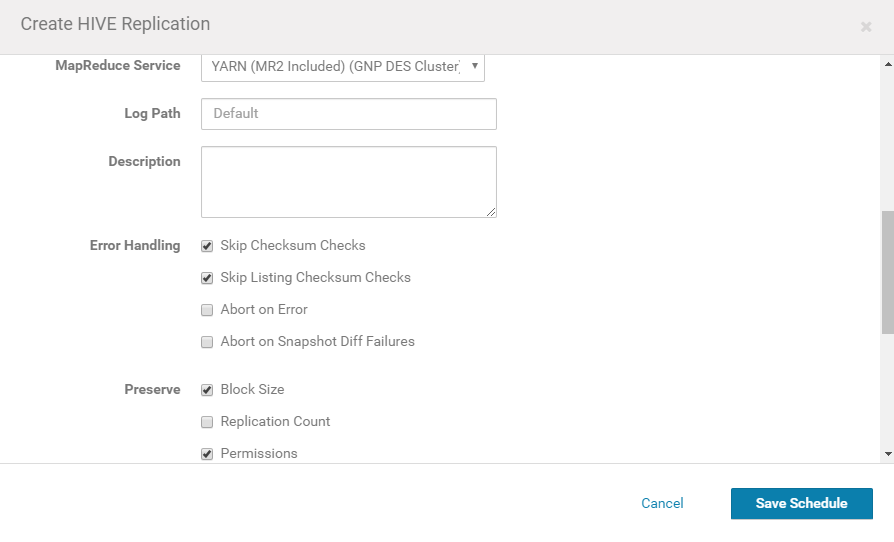 Create HIVE Replication
×
MapReduce Service YARN (MR2 Included) (GNP DES Cluster)
Log Path Default
Description
Error Handling Skip Checksum Checks
Skip Listing Checksum Checks
Abort on Error
Abort on Snapshot Diff Failures
Preserve Block Size
Replication Count
Permissions
Cancel Save Schedule